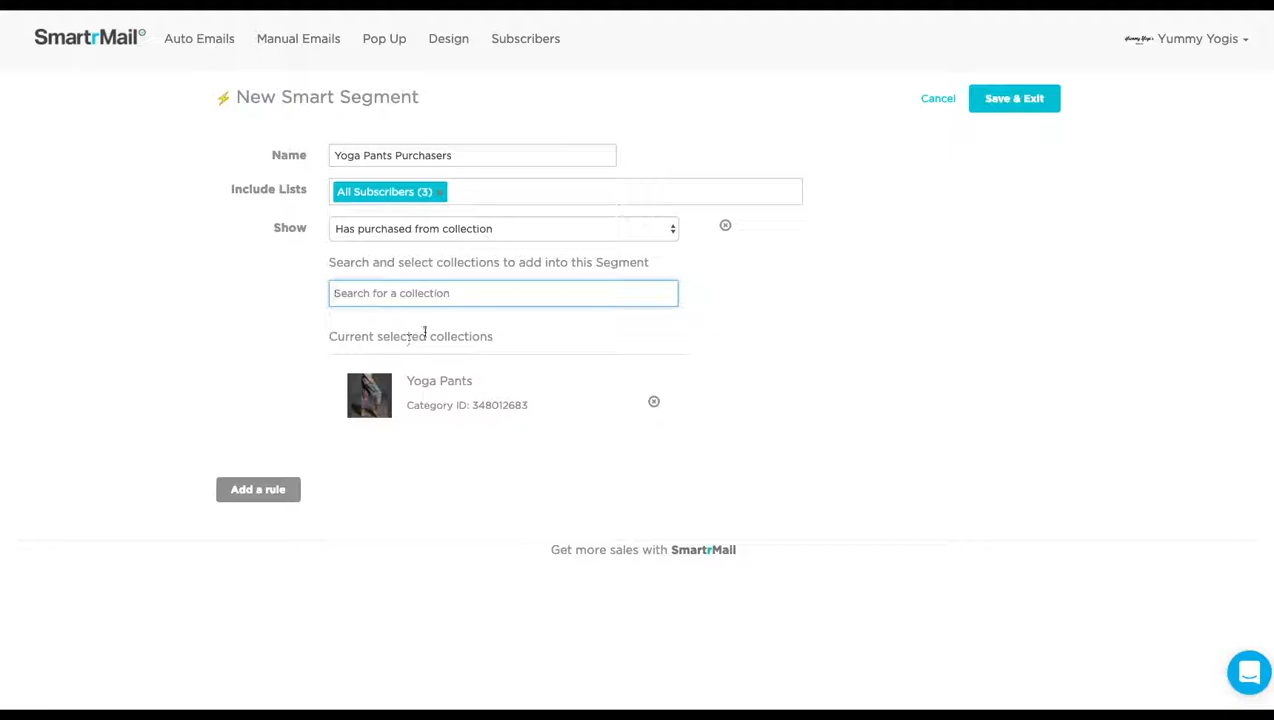 SmartrMail Auto Emails Manual Emails Pop Up Design Subscribers Yummy Yogis
New Smart Segment Cancel Save & Exit
Name Yoga Pants Purchasers
Include Lists All Subscribers (3)
Show Has purchased from collection
Search and select collections to add into this Segment
Search for a collection
Current selected collections
Yoga Pants
Category ID: 348012683
Add a rule
Get more sales with SmartrMail